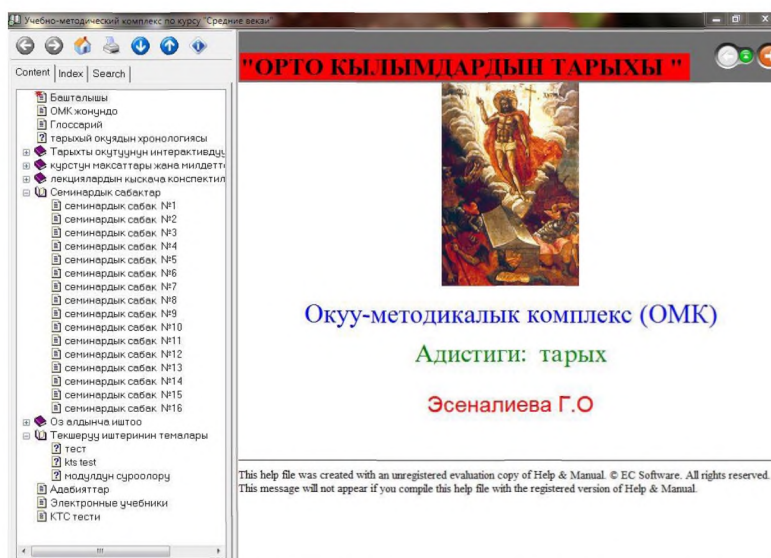 Учебно-методический комплекс по курсу "Средние векаи"
Content
Index
Search
Башталышы
ОМК жонундо
Глоссарий
тарыхый окуядын хронологиясы
Тарыхты окутуунун интерактивдуу
курстун максаттары жана милдетт
лекциялардын кыскача конспектил
Семинардык сабактар
семинардык сабак №1
семинардык сабак №2
семинардык сабак №3
семинардык сабак №4
семинардык сабак №5
семинардык сабак №6
семинардык сабак №7
семинардык сабак №8
семинардык сабак №9
семинардык сабак №10
семинардык сабак №11
семинардык сабак №12
семинардык сабак №13
семинардык сабак №14
семинардык сабак №15
семинардык сабак №16
Оз алдынча иштоо
Текшеруу иштеринин темалары
тест
kts test
модулдун суроолору
Адабияттар
Электронные учебники
КТС тести
"ОРТО КЫЛЫМДАРДЫН ТАРЫХЫ "
Окуу-методикалык комплекс (ОМК)
Адистиги: тарых
Эсеналиева Г.О
This help file was created with an unregistered evaluation copy of Help & Manual. © EC Software. All rights reserved.
This message will not appear if you compile this help file with the registered version of Help & Manual.